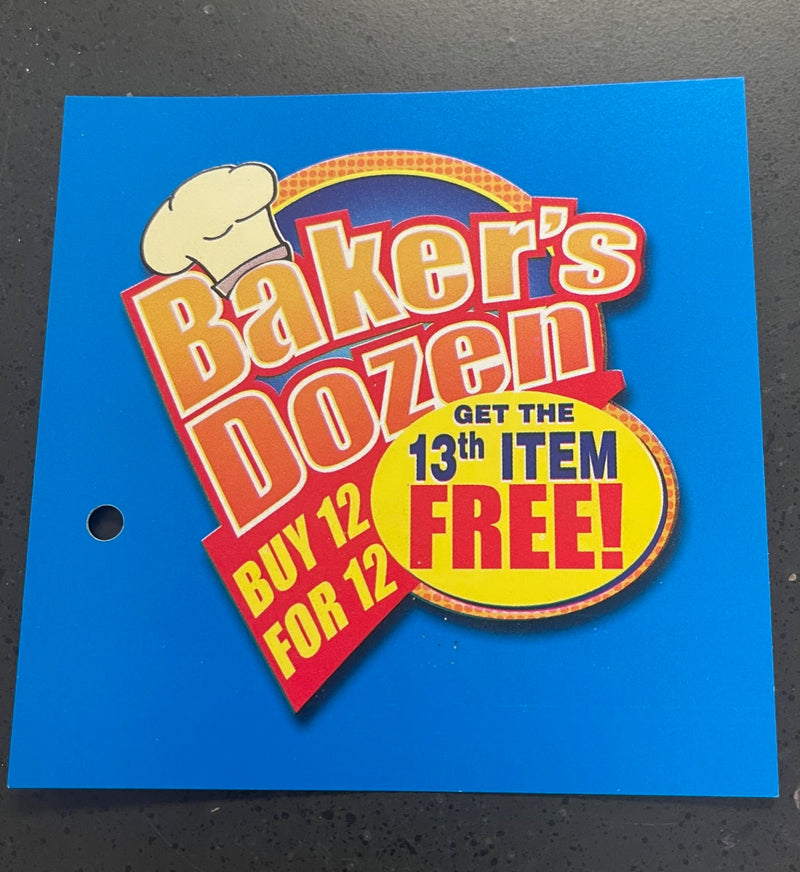 Baker's
Dozen
BUY 12
FOR 12
GET THE
13th ITEM
FREE!